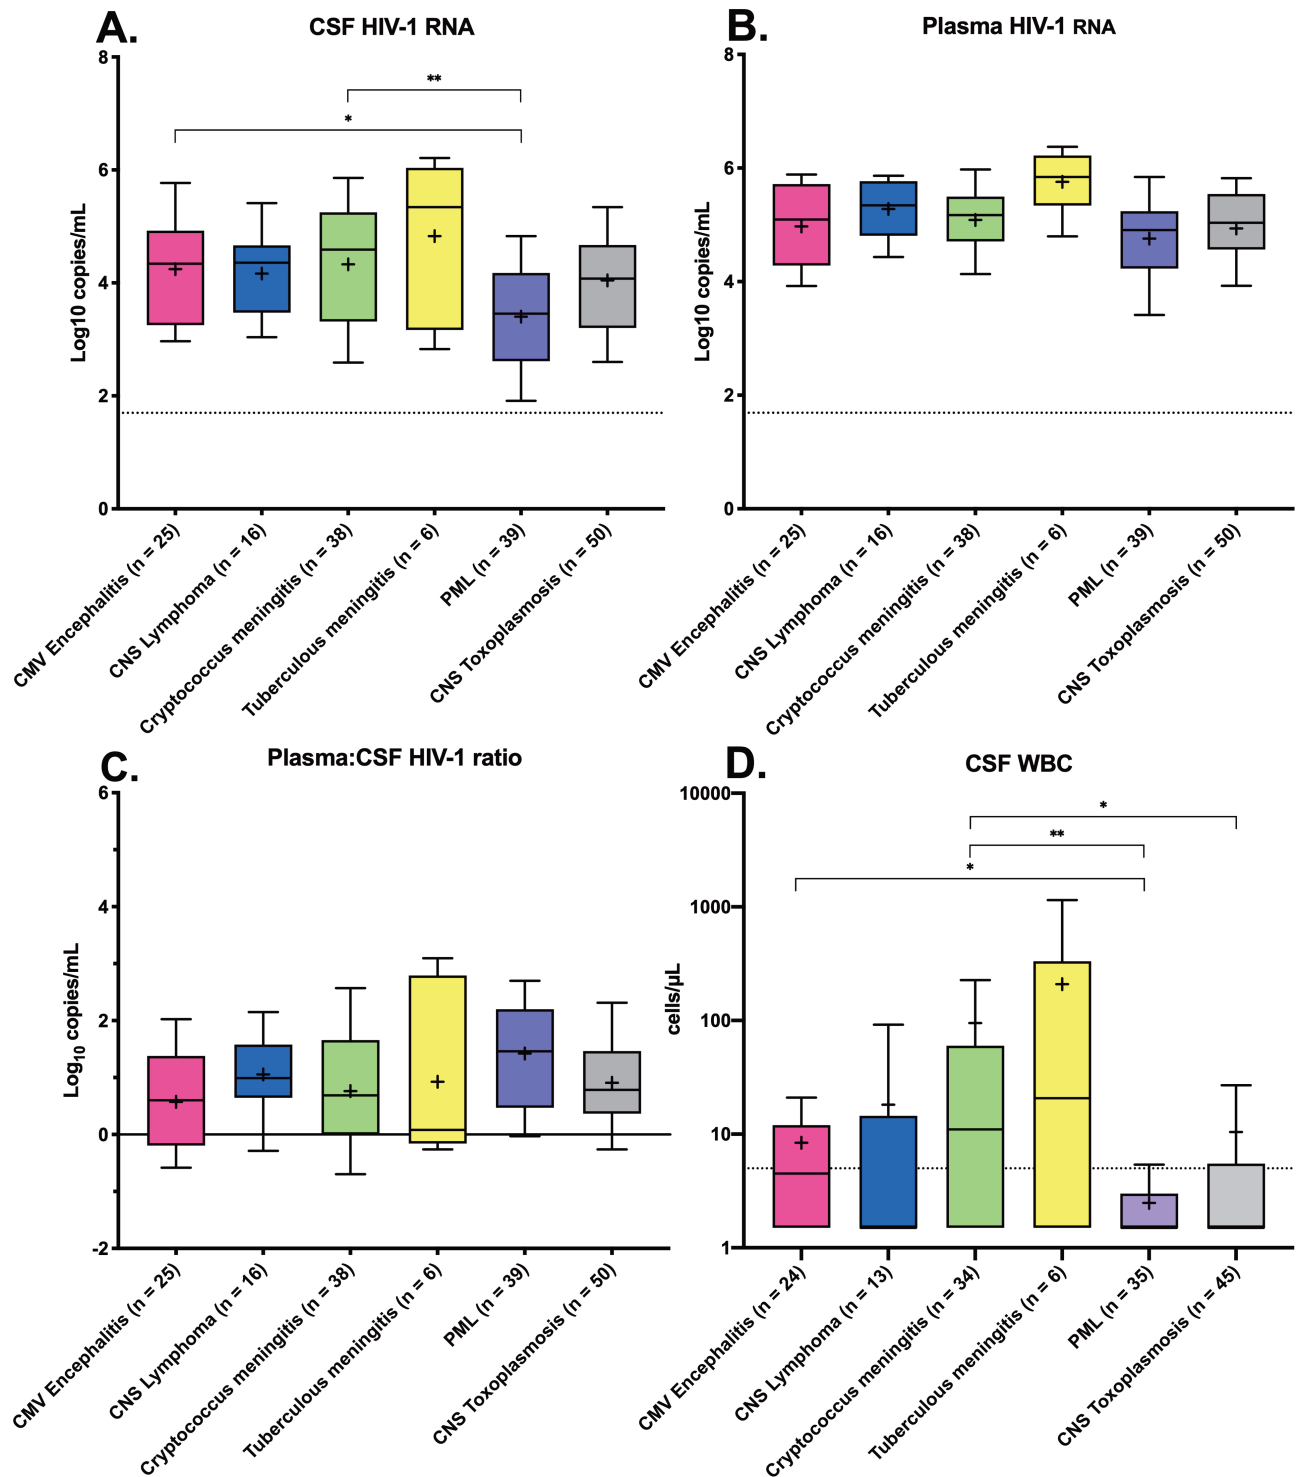 A.
CSF HIV-1 RNA
Log10 copies/mL
8
6
4
2
0
**
*
CMV Encephalitis (n = 25)
CNS Lymphoma (n = 16)
Cryptococcus meningitis (n = 38)
Tuberculous meningitis (n = 6)
PML (n = 39)
CNS Toxoplasmosis (n = 50)
B.
Plasma HIV-1 RNA
Log10 copies/mL
8
6
4
2
0
CMV Encephalitis (n = 25)
CNS Lymphoma (n = 16)
Cryptococcus meningitis (n = 38)
Tuberculous meningitis (n = 6)
PML (n = 39)
CNS Toxoplasmosis (n = 50)
C.
Plasma:CSF HIV-1 ratio
Log10 copies/mL
6
4
2
0
-2
CMV Encephalitis (n = 25)
CNS Lymphoma (n = 16)
Cryptococcus meningitis (n = 38)
Tuberculous meningitis (n = 6)
PML (n = 39)
CNS Toxoplasmosis (n = 50)
D.
CSF WBC
cells/µL
10000
1000
100
10
1
*
**
*
CMV Encephalitis (n = 24)
CNS Lymphoma (n = 13)
Cryptococcus meningitis (n = 34)
Tuberculous meningitis (n = 6)
PML (n = 35)
CNS Toxoplasmosis (n = 45)